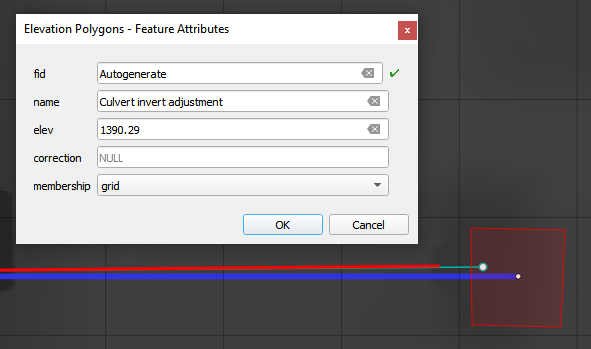 Elevation Polygons - Feature Attributes
fid Autogenerate
name Culvert invert adjustment
elev 1390.29
correction NULL
membership grid
OK Cancel